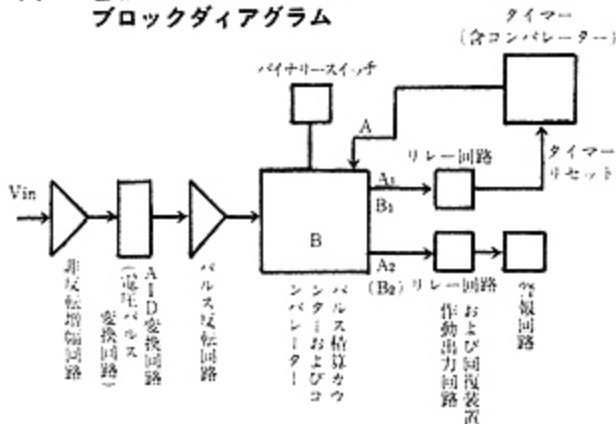 ブロックダイアグラム
タイマー
(含コンパレーター)
バイナリースイッチ
A
リレー回路
タイマー
リセット
Vin
A₁
B₁
B
A₂
(B₂)
リレー回路
および回復装置
作動出力回路
警報回路
非反転増幅回路
A I D変換回路
(電圧パルス
変換回路)
パルス反転回路
パルス積算カウ
ンターおよびコ
ンパレーター